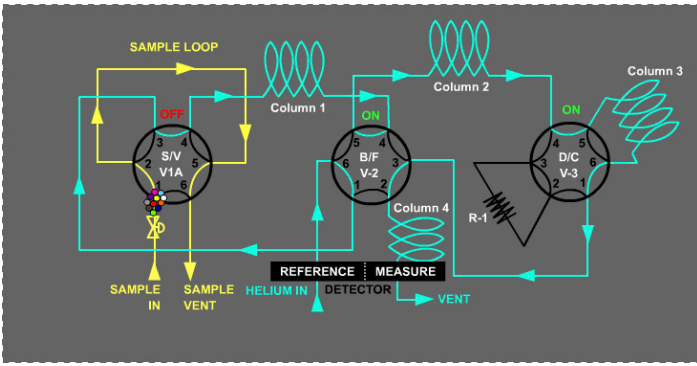 SAMPLE LOOP
Column 1
Column 2
Column 3
OFF
ON
ON
3 4
2 S/V 5
V1A
1 6
5 4
6 B/F 3
V-2
1 2
4 5
3 D/C 6
V-3
2 1
R-1
Column 4
REFERENCE MEASURE
DETECTOR
SAMPLE
IN
SAMPLE
VENT
HELIUM IN
VENT